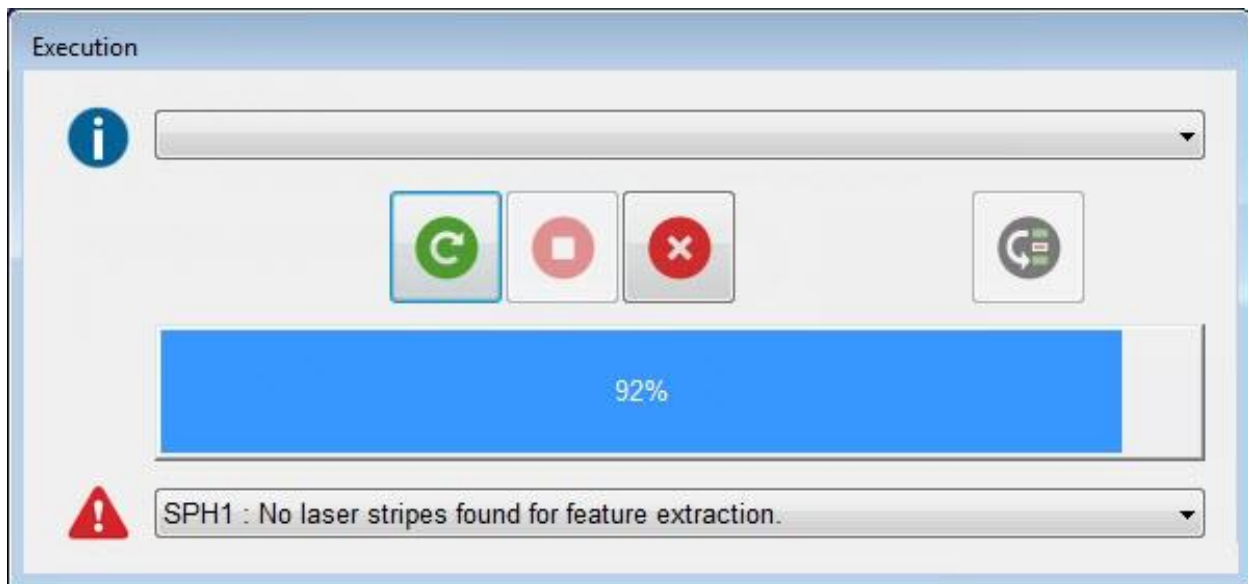 Execution
92%
SPH1 : No laser stripes found for feature extraction.